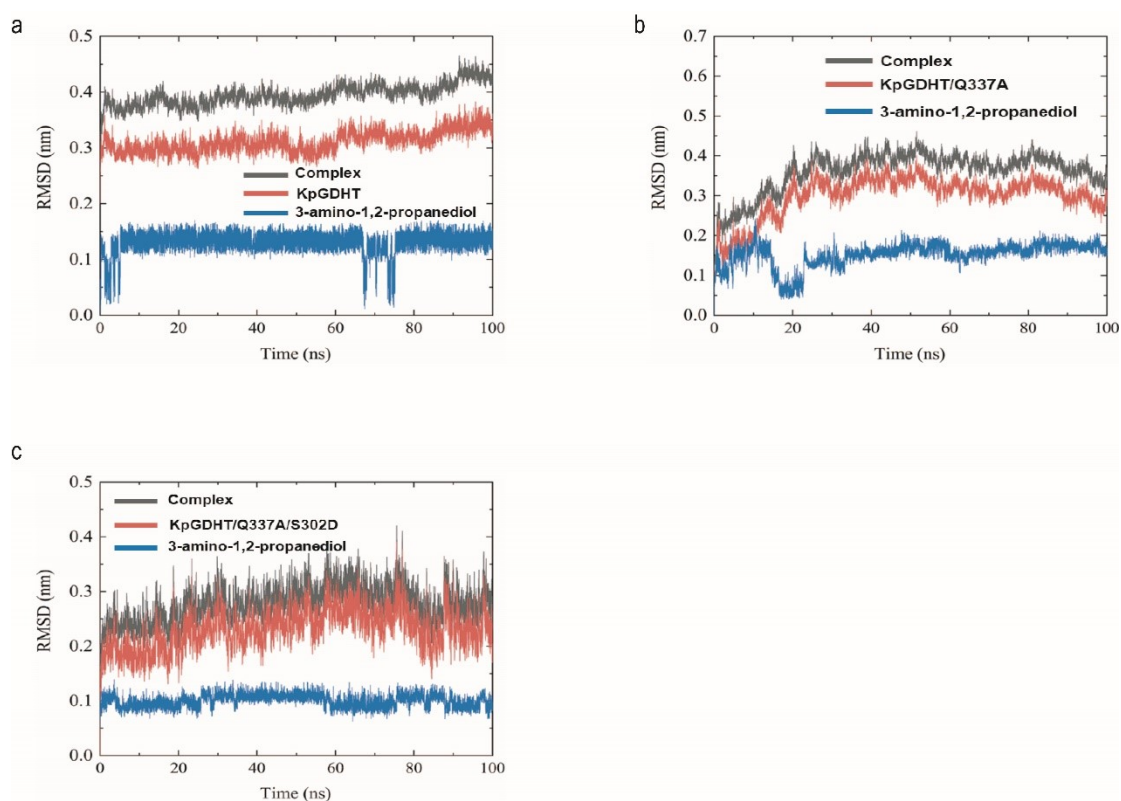 a
0.5
0.4
0.3
0.2
0.1
0.0
RMSD (nm)
Complex
KpGDHT
3-amino-1,2-propanediol
0
20
40
60
80
100
Time (ns)
b
0.7
0.6
0.5
0.4
0.3
0.2
0.1
0.0
RMSD (nm)
Complex
KpGDHT/Q337A
3-amino-1,2-propanediol
0
20
40
60
80
100
Time (ns)
c
0.5
0.4
0.3
0.2
0.1
0.0
RMSD (nm)
Complex
KpGDHT/Q337A/S302D
3-amino-1,2-propanediol
0
20
40
60
80
100
Time (ns)